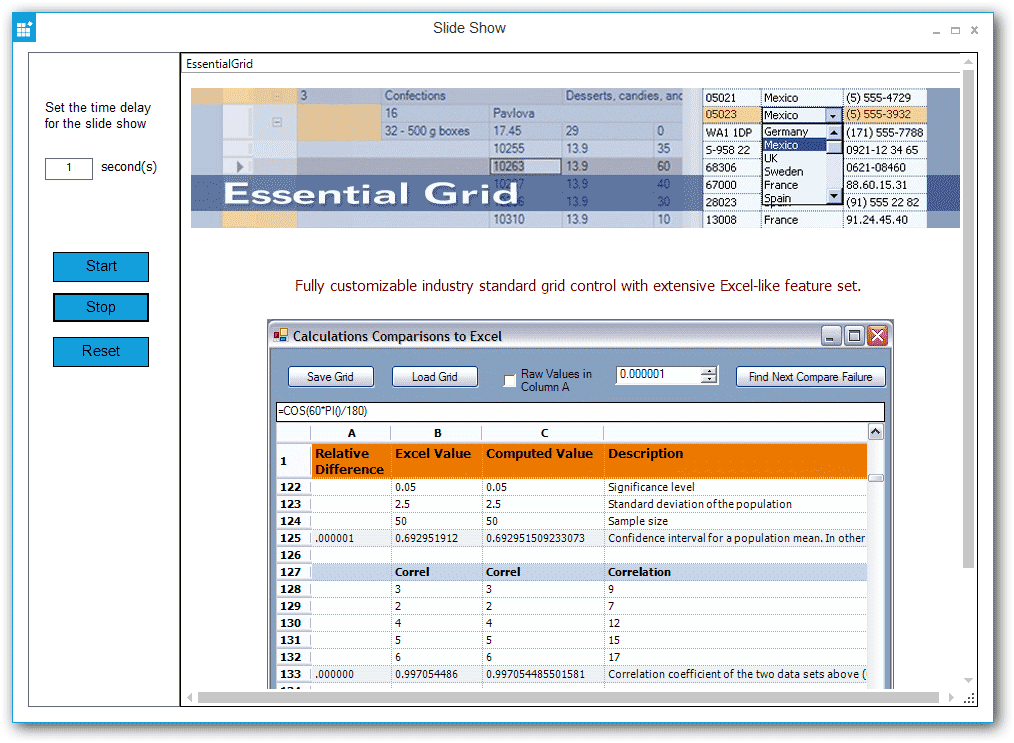 Slide Show
Set the time delay
for the slide show
1 second(s)
Start
Stop
Reset
EssentialGrid
3 Confections Desserts, candies, and
16 Pavlova
32 - 500 g boxes 17.45 29 0
10255 13.9 35
10263 13.9 60
13.9 40
13.9 30
10310 13.9 10
Essential Grid
05021 Mexico (5) 555-4729
05023 Mexico (5) 555-3932
WA1 1DP Germany (171) 555-7788
S-958 22 Mexico 0921-12 34 65
68306 UK 0621-08460
Sweden
67000 France 88.60.15.31
28023 Spain (91) 555 22 82
13008 France 91.24.45.40
Fully customizable industry standard grid control with extensive Excel-like feature set.
Calculations Comparisons to Excel
Save Grid Load Grid Raw Values in
Column A 0.000001 Find Next Compare Failure
=COS(60*PI()/180)
A B C
1 Relative
Difference Excel Value Computed Value Description
122 0.05 0.05 Significance level
123 2.5 2.5 Standard deviation of the population
124 50 50 Sample size
125 .000001 0.692951912 0.692951509233073 Confidence interval for a population mean. In other
126
127 Correl Correl Correlation
128 3 3 9
129 2 2 7
130 4 4 12
131 5 5 15
132 6 6 17
133 .000000 0.997054486 0.997054485501581 Correlation coefficient of the two data sets above (